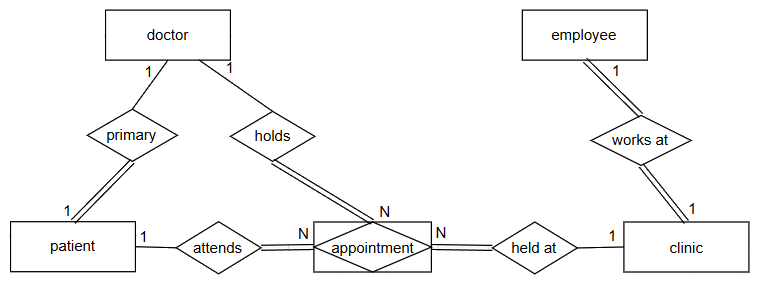 doctor
employee
1
1
1
primary
holds
works at
1
N
1
patient
1
attends
N
appointment
N
held at
1
clinic